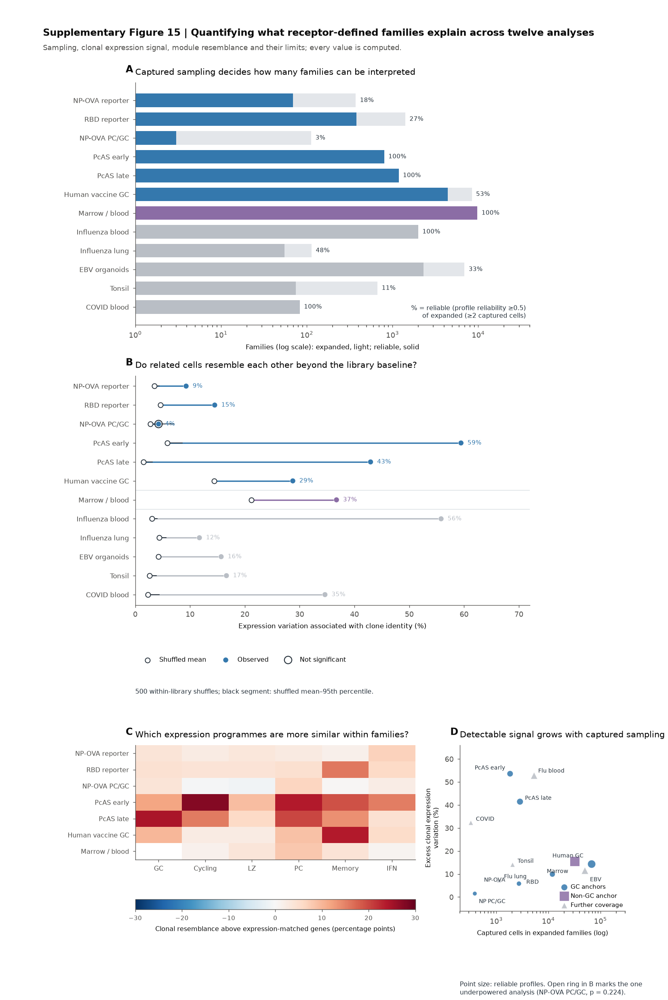 Supplementary Figure 15 | Quantifying what receptor-defined families explain across twelve analyses
Sampling, clonal expression signal, module resemblance and their limits; every value is computed.
A Captured sampling decides how many families can be interpreted
NP-OVA reporter 18%
RBD reporter 27%
NP-OVA PC/GC 3%
PcAS early 100%
PcAS late 100%
Human vaccine GC 53%
Marrow / blood 100%
Influenza blood 100%
Influenza lung 48%
EBV organoids 33%
Tonsil 11%
COVID blood 100%
% = reliable (profile reliability ≥0.5)
of expanded (≥2 captured cells)
10⁰ 10¹ 10² 10³ 10⁴
Families (log scale): expanded, light; reliable, solid
B Do related cells resemble each other beyond the library baseline?
NP-OVA reporter 9%
RBD reporter 15%
NP-OVA PC/GC 4%
PcAS early 59%
PcAS late 43%
Human vaccine GC 29%
Marrow / blood 37%
Influenza blood 56%
Influenza lung 12%
EBV organoids 16%
Tonsil 17%
COVID blood 35%
0 10 20 30 40 50 60 70
Expression variation associated with clone identity (%)
Shuffled mean Observed Not significant
500 within-library shuffles; black segment: shuffled mean–95th percentile.
C Which expression programmes are more similar within families?
NP-OVA reporter
RBD reporter
NP-OVA PC/GC
PcAS early
PcAS late
Human vaccine GC
Marrow / blood
GC Cycling LZ PC Memory IFN
−30 −20 −10 0 10 20 30
Clonal resemblance above expression-matched genes (percentage points)
D Detectable signal grows with captured sampling
Excess clonal expression
variation (%)
60
50
40
30
20
10
0
PcAS early
Flu blood
PcAS late
COVID
Human GC
Tonsil
Marrow
Flu lung
NP-OVA
RBD
EBV
NP PC/GC
GC anchors
Non-GC anchor
Further coverage
10³ 10⁴ 10⁵
Captured cells in expanded families (log)
Point size: reliable profiles. Open ring in B marks the one
underpowered analysis (NP-OVA PC/GC, p = 0.224).